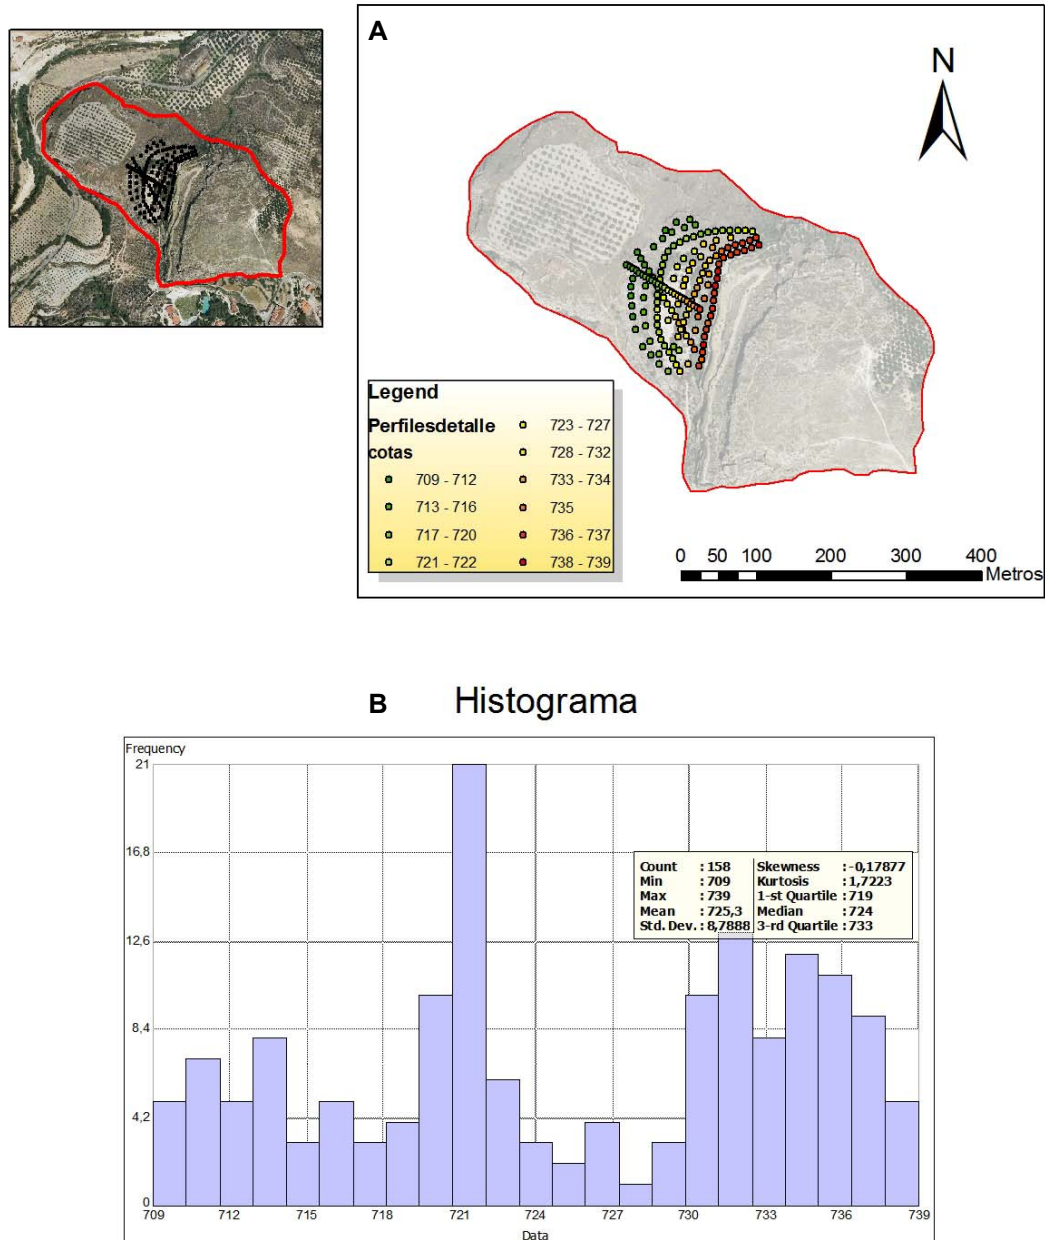 A
N
Legend
Perfilesdetalle
cotas
709 - 712
713 - 716
717 - 720
721 - 722
723 - 727
728 - 732
733 - 734
735
736 - 737
738 - 739
0 50 100 200 300 400
Metros
B Histograma
Frequency
21
16,8
12,6
8,4
4,2
0
Count : 158 Skewness : -0,17877
Min : 709 Kurtosis : 1,7223
Max : 739 1-st Quartile : 719
Mean : 725,3 Median : 724
Std. Dev. : 8,7888 3-rd Quartile : 733
709 712 715 718 721 724 727 730 733 736 739
Data